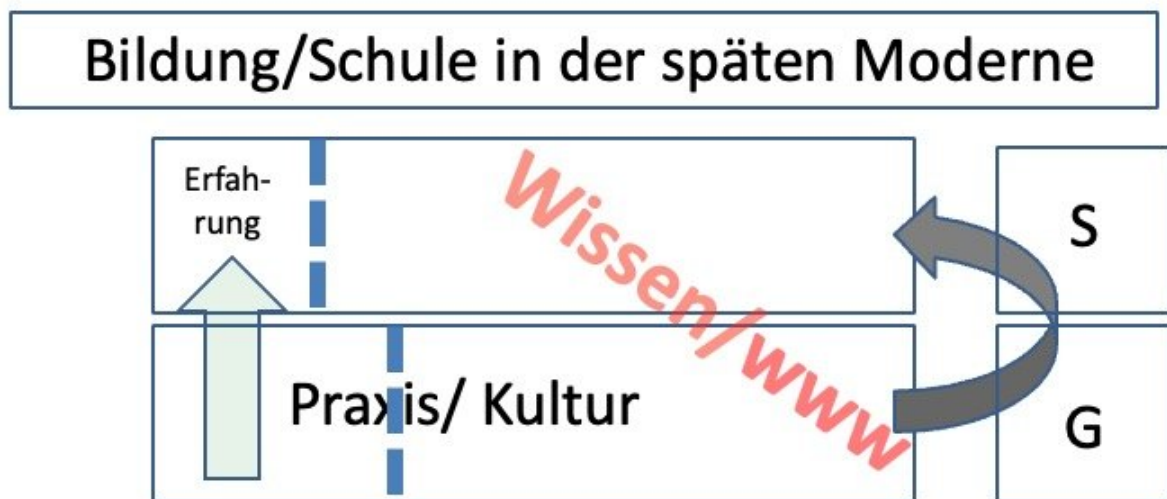 Bildung/Schule in der späten Moderne
Erfah-
rung
Wissen/www
S
Praxis/ Kultur
G